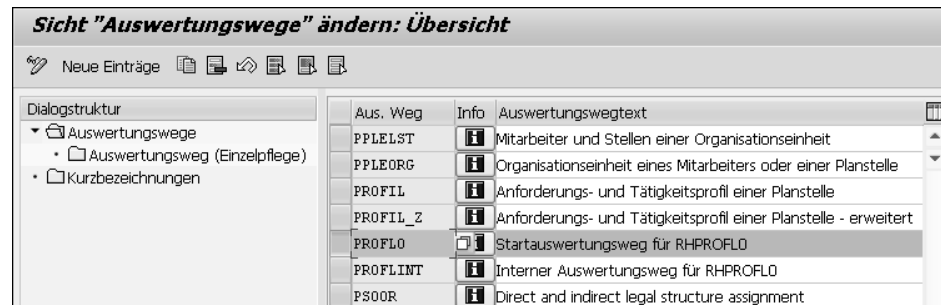 Sicht "Auswertungswege" ändern: Übersicht
Neue Einträge
Dialogstruktur
Auswertungswege
Auswertungsweg (Einzelpflege)
Kurzbezeichnungen
Aus. Weg Info Auswertungswegtext
PPLELST Mitarbeiter und Stellen einer Organisationseinheit
PPLEORG Organisationseinheit eines Mitarbeiters oder einer Planstelle
PROFIL Anforderungs- und Tätigkeitsprofil einer Planstelle
PROFIL_Z Anforderungs- und Tätigkeitsprofil einer Planstelle - erweitert
PROFL0 Startauswertungsweg für RHPROFL0
PROFLINT Interner Auswertungsweg für RHPROFL0
PSOOR Direct and indirect legal structure assignment